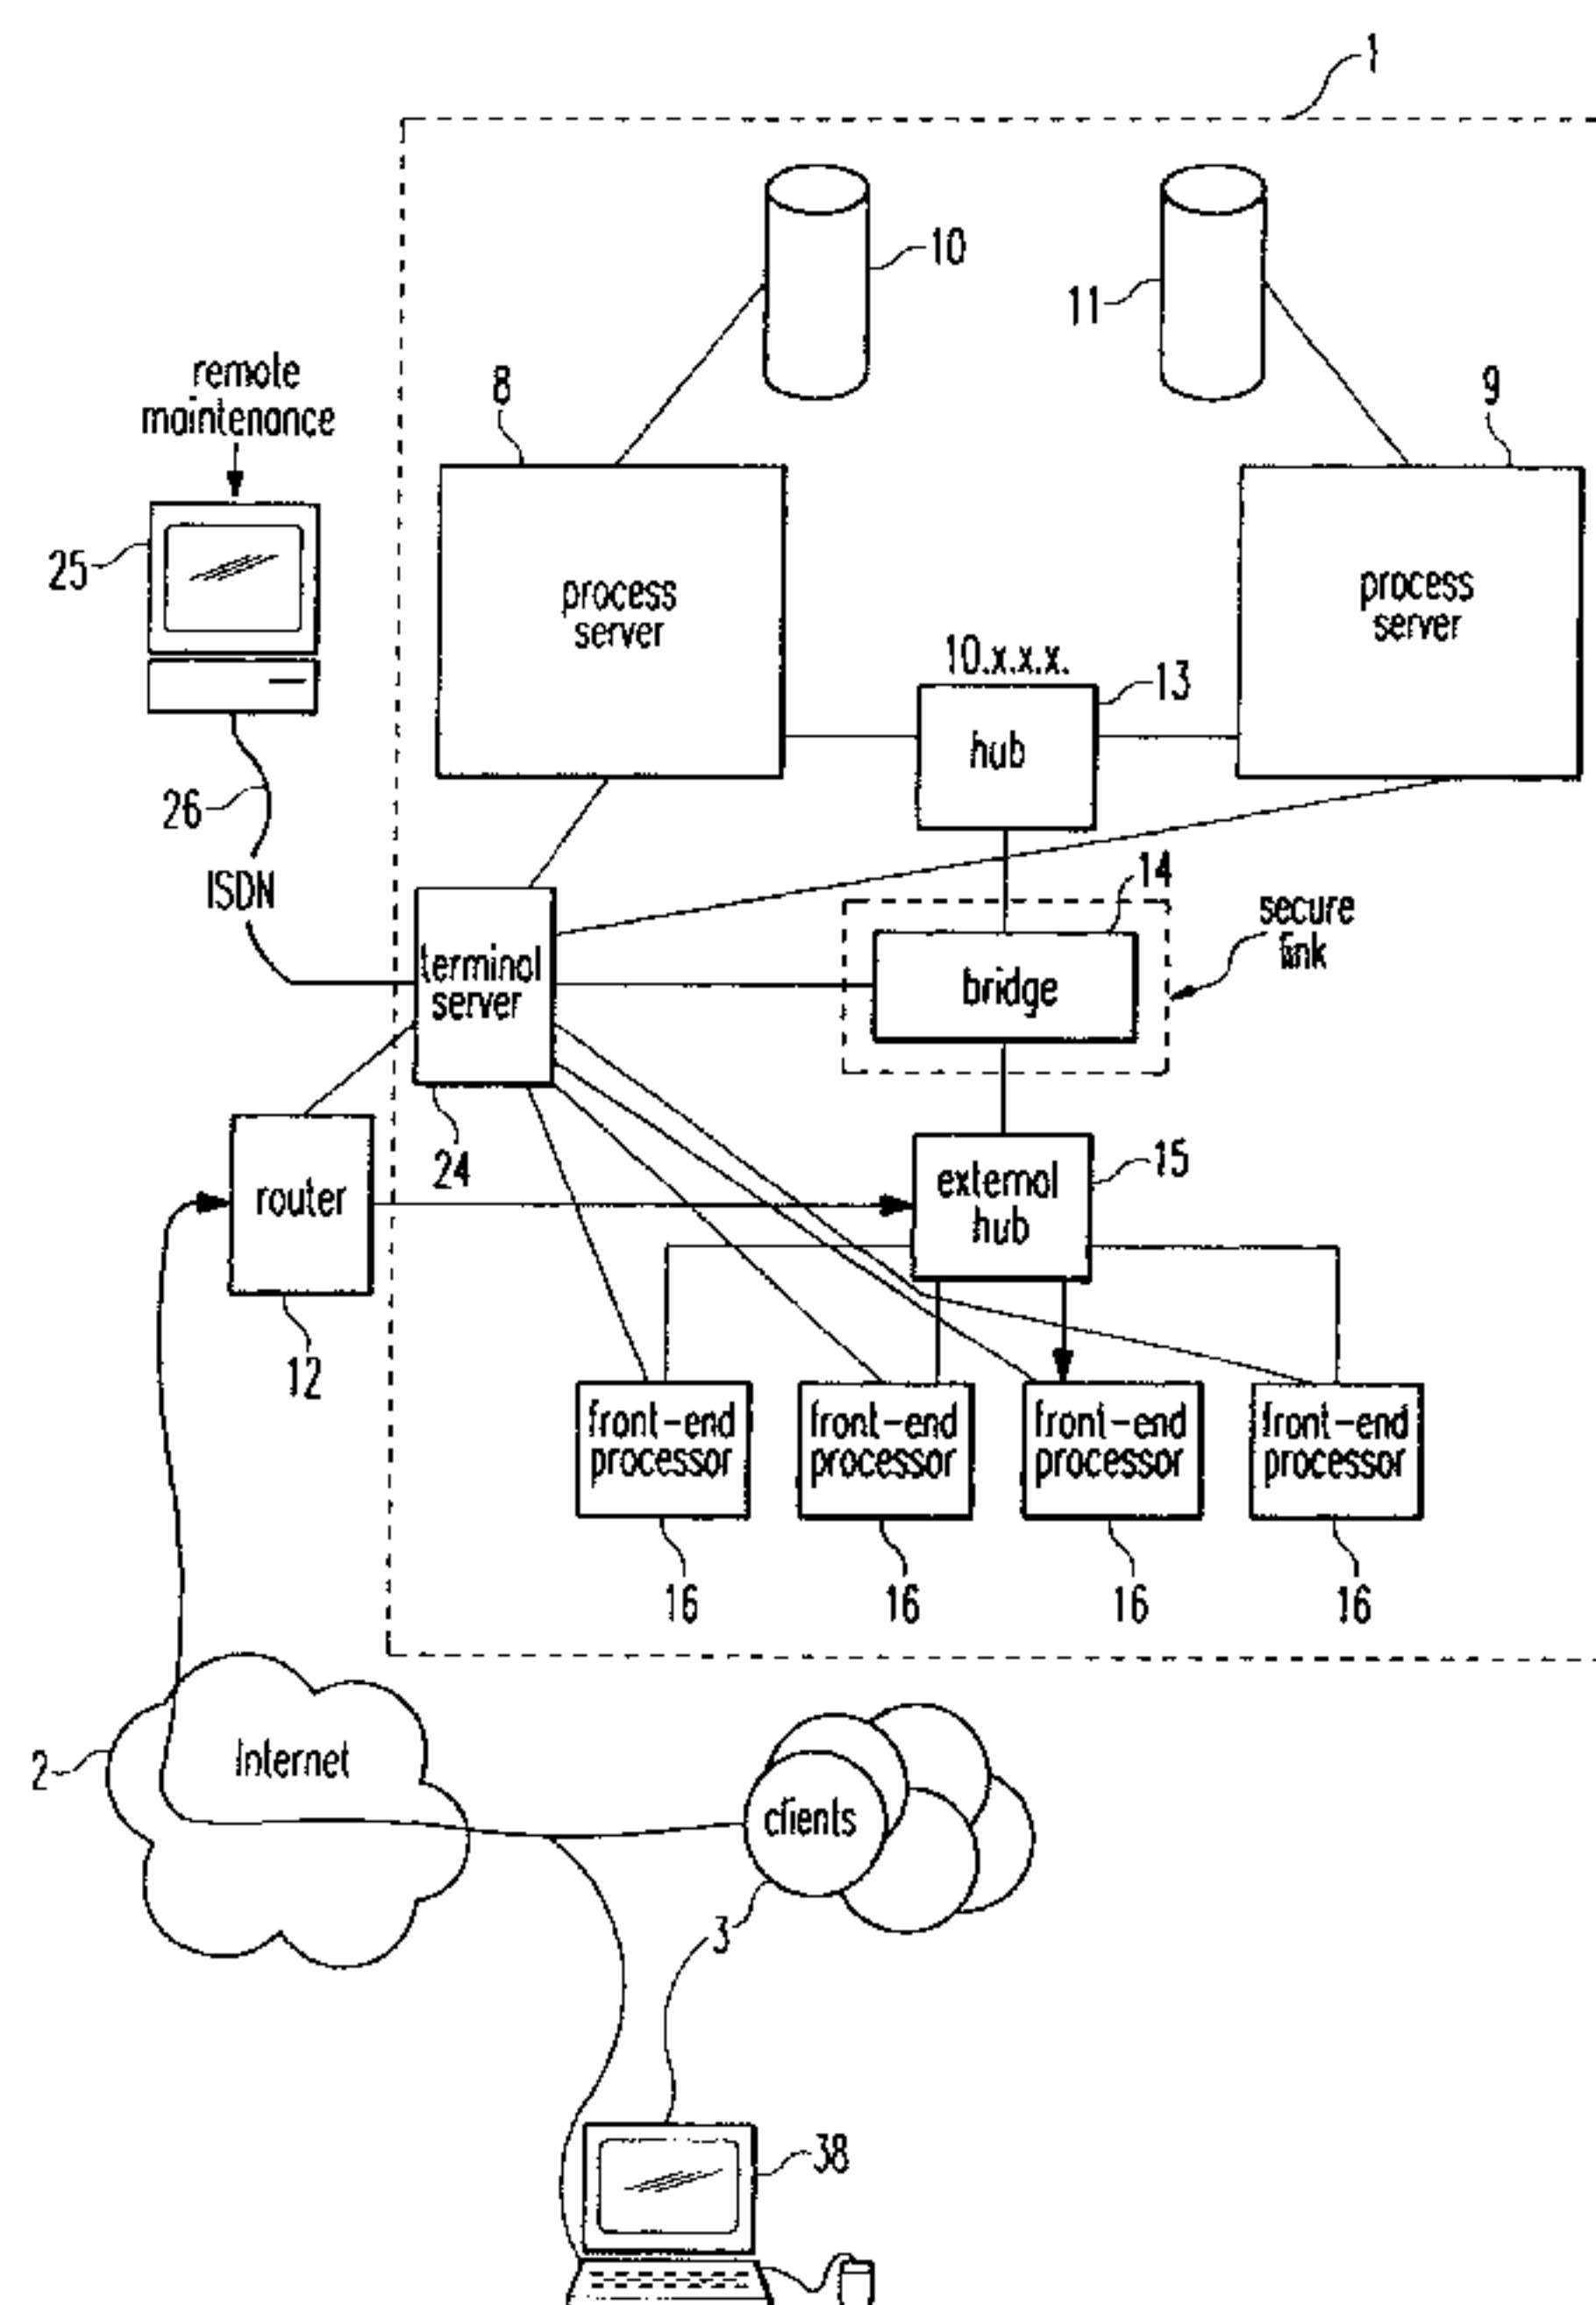 1
10
11
remote
maintenance
8
9
25
process
server
process
server
10.x.x.x.
13
hub
26
ISDN
14
secure
link
terminal
server
bridge
24
15
external
hub
router
12
front-end
processor
front-end
processor
front-end
processor
front-end
processor
16
16
16
16
2
Internet
clients
3
38